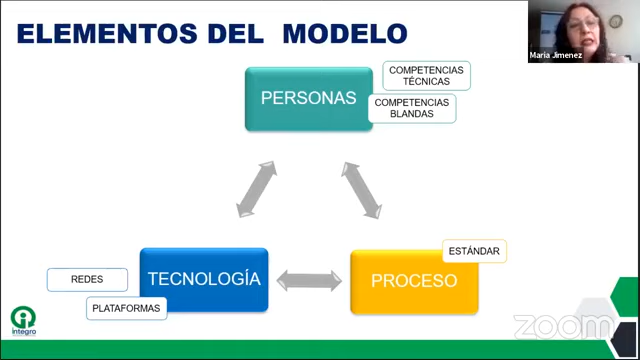 ELEMENTOS DEL MODELO
Maria Jimenez
COMPETENCIAS
TÉCNICAS
PERSONAS
COMPETENCIAS
BLANDAS
ESTÁNDAR
REDES
TECNOLOGÍA
PROCESO
PLATAFORMAS
integro
zoom